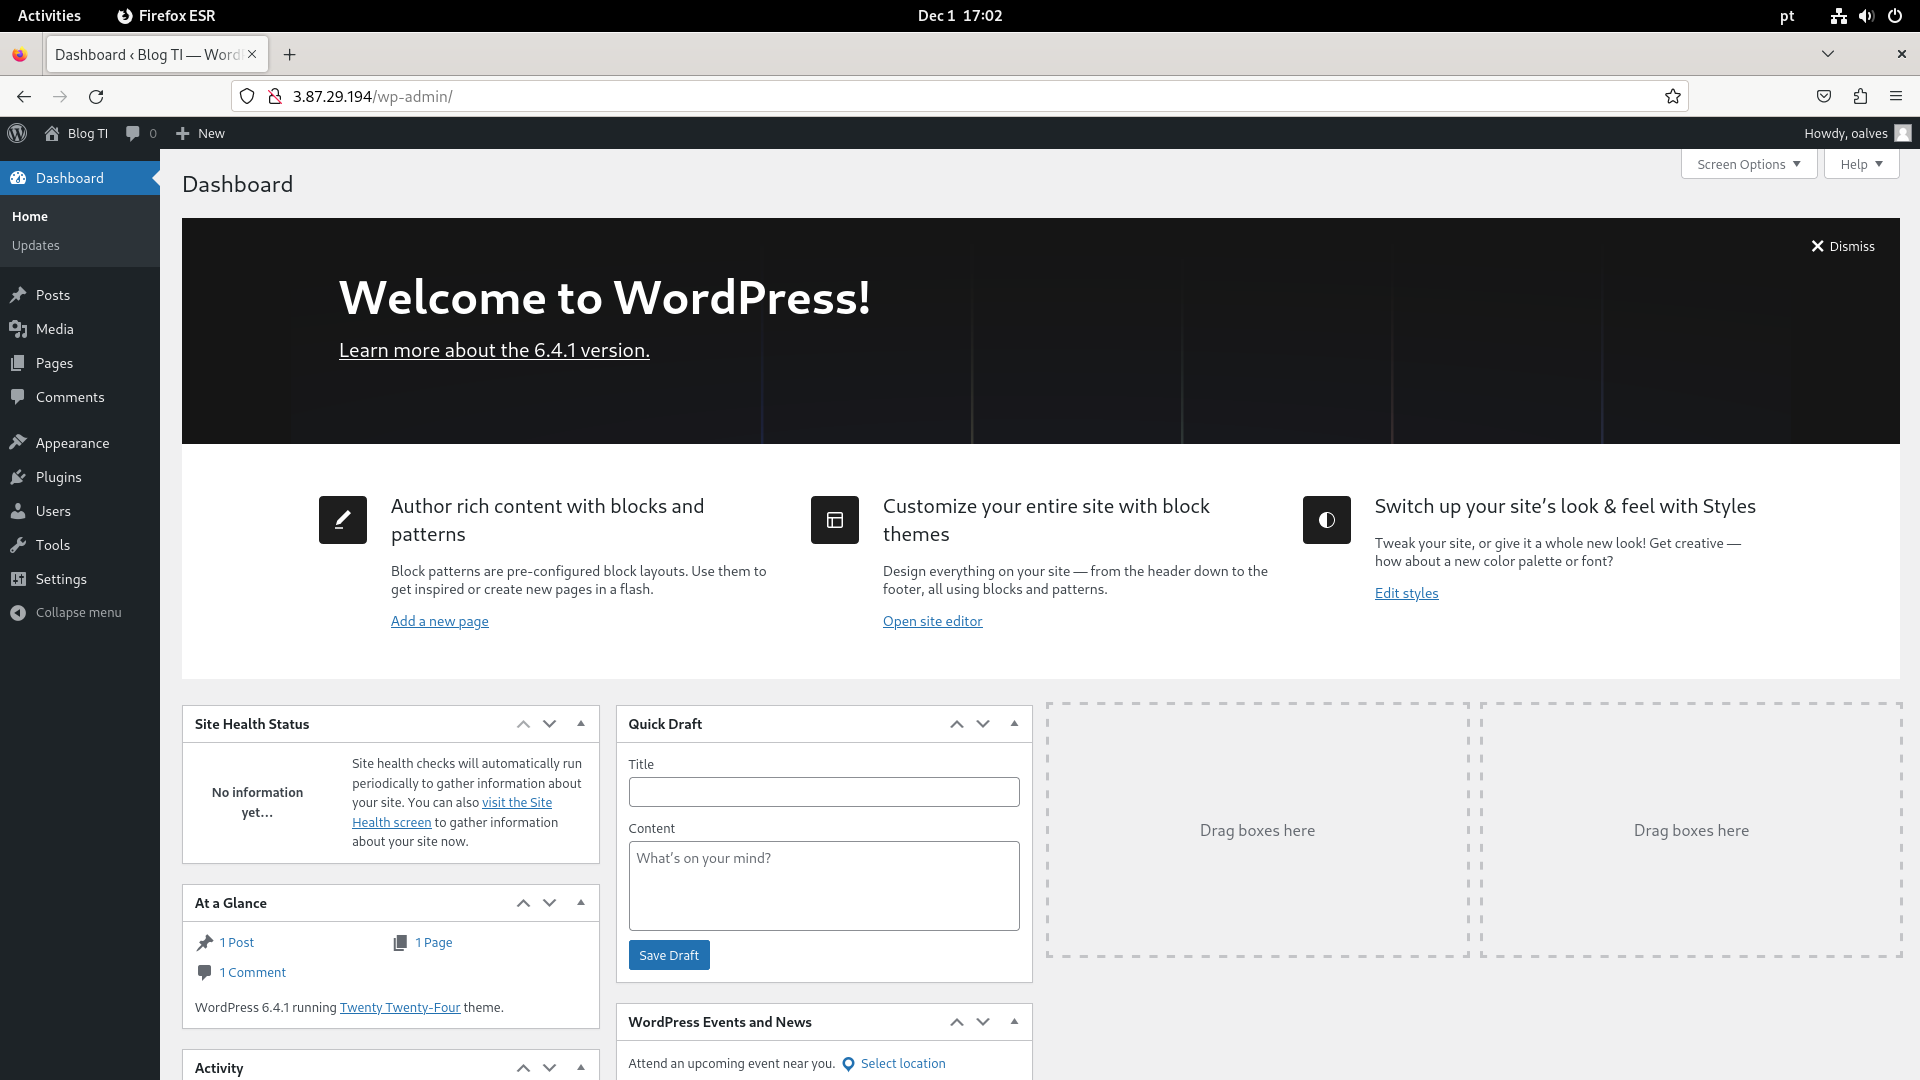 Activities
Firefox ESR
Dec 1 17:02
pt
Dashboard ‹ Blog TI — Word
3.87.29.194/wp-admin/
Blog TI
0
New
Howdy, oalves
Screen Options
Help
Dashboard
Home
Updates
Posts
Media
Pages
Comments
Appearance
Plugins
Users
Tools
Settings
Collapse menu
Dashboard
Dismiss
Welcome to WordPress!
Learn more about the 6.4.1 version.
Author rich content with blocks and
patterns
Block patterns are pre-configured block layouts. Use them to
get inspired or create new pages in a flash.
Add a new page
Customize your entire site with block
themes
Design everything on your site — from the header down to the
footer, all using blocks and patterns.
Open site editor
Switch up your site’s look & feel with Styles
Tweak your site, or give it a whole new look! Get creative —
how about a new color palette or font?
Edit styles
Site Health Status
No information
yet…
Site health checks will automatically run
periodically to gather information about
your site. You can also visit the Site
Health screen to gather information
about your site now.
At a Glance
1 Post
1 Page
1 Comment
WordPress 6.4.1 running Twenty Twenty-Four theme.
Activity
Quick Draft
Title
Content
What’s on your mind?
Save Draft
WordPress Events and News
Attend an upcoming event near you.
Select location
Drag boxes here
Drag boxes here